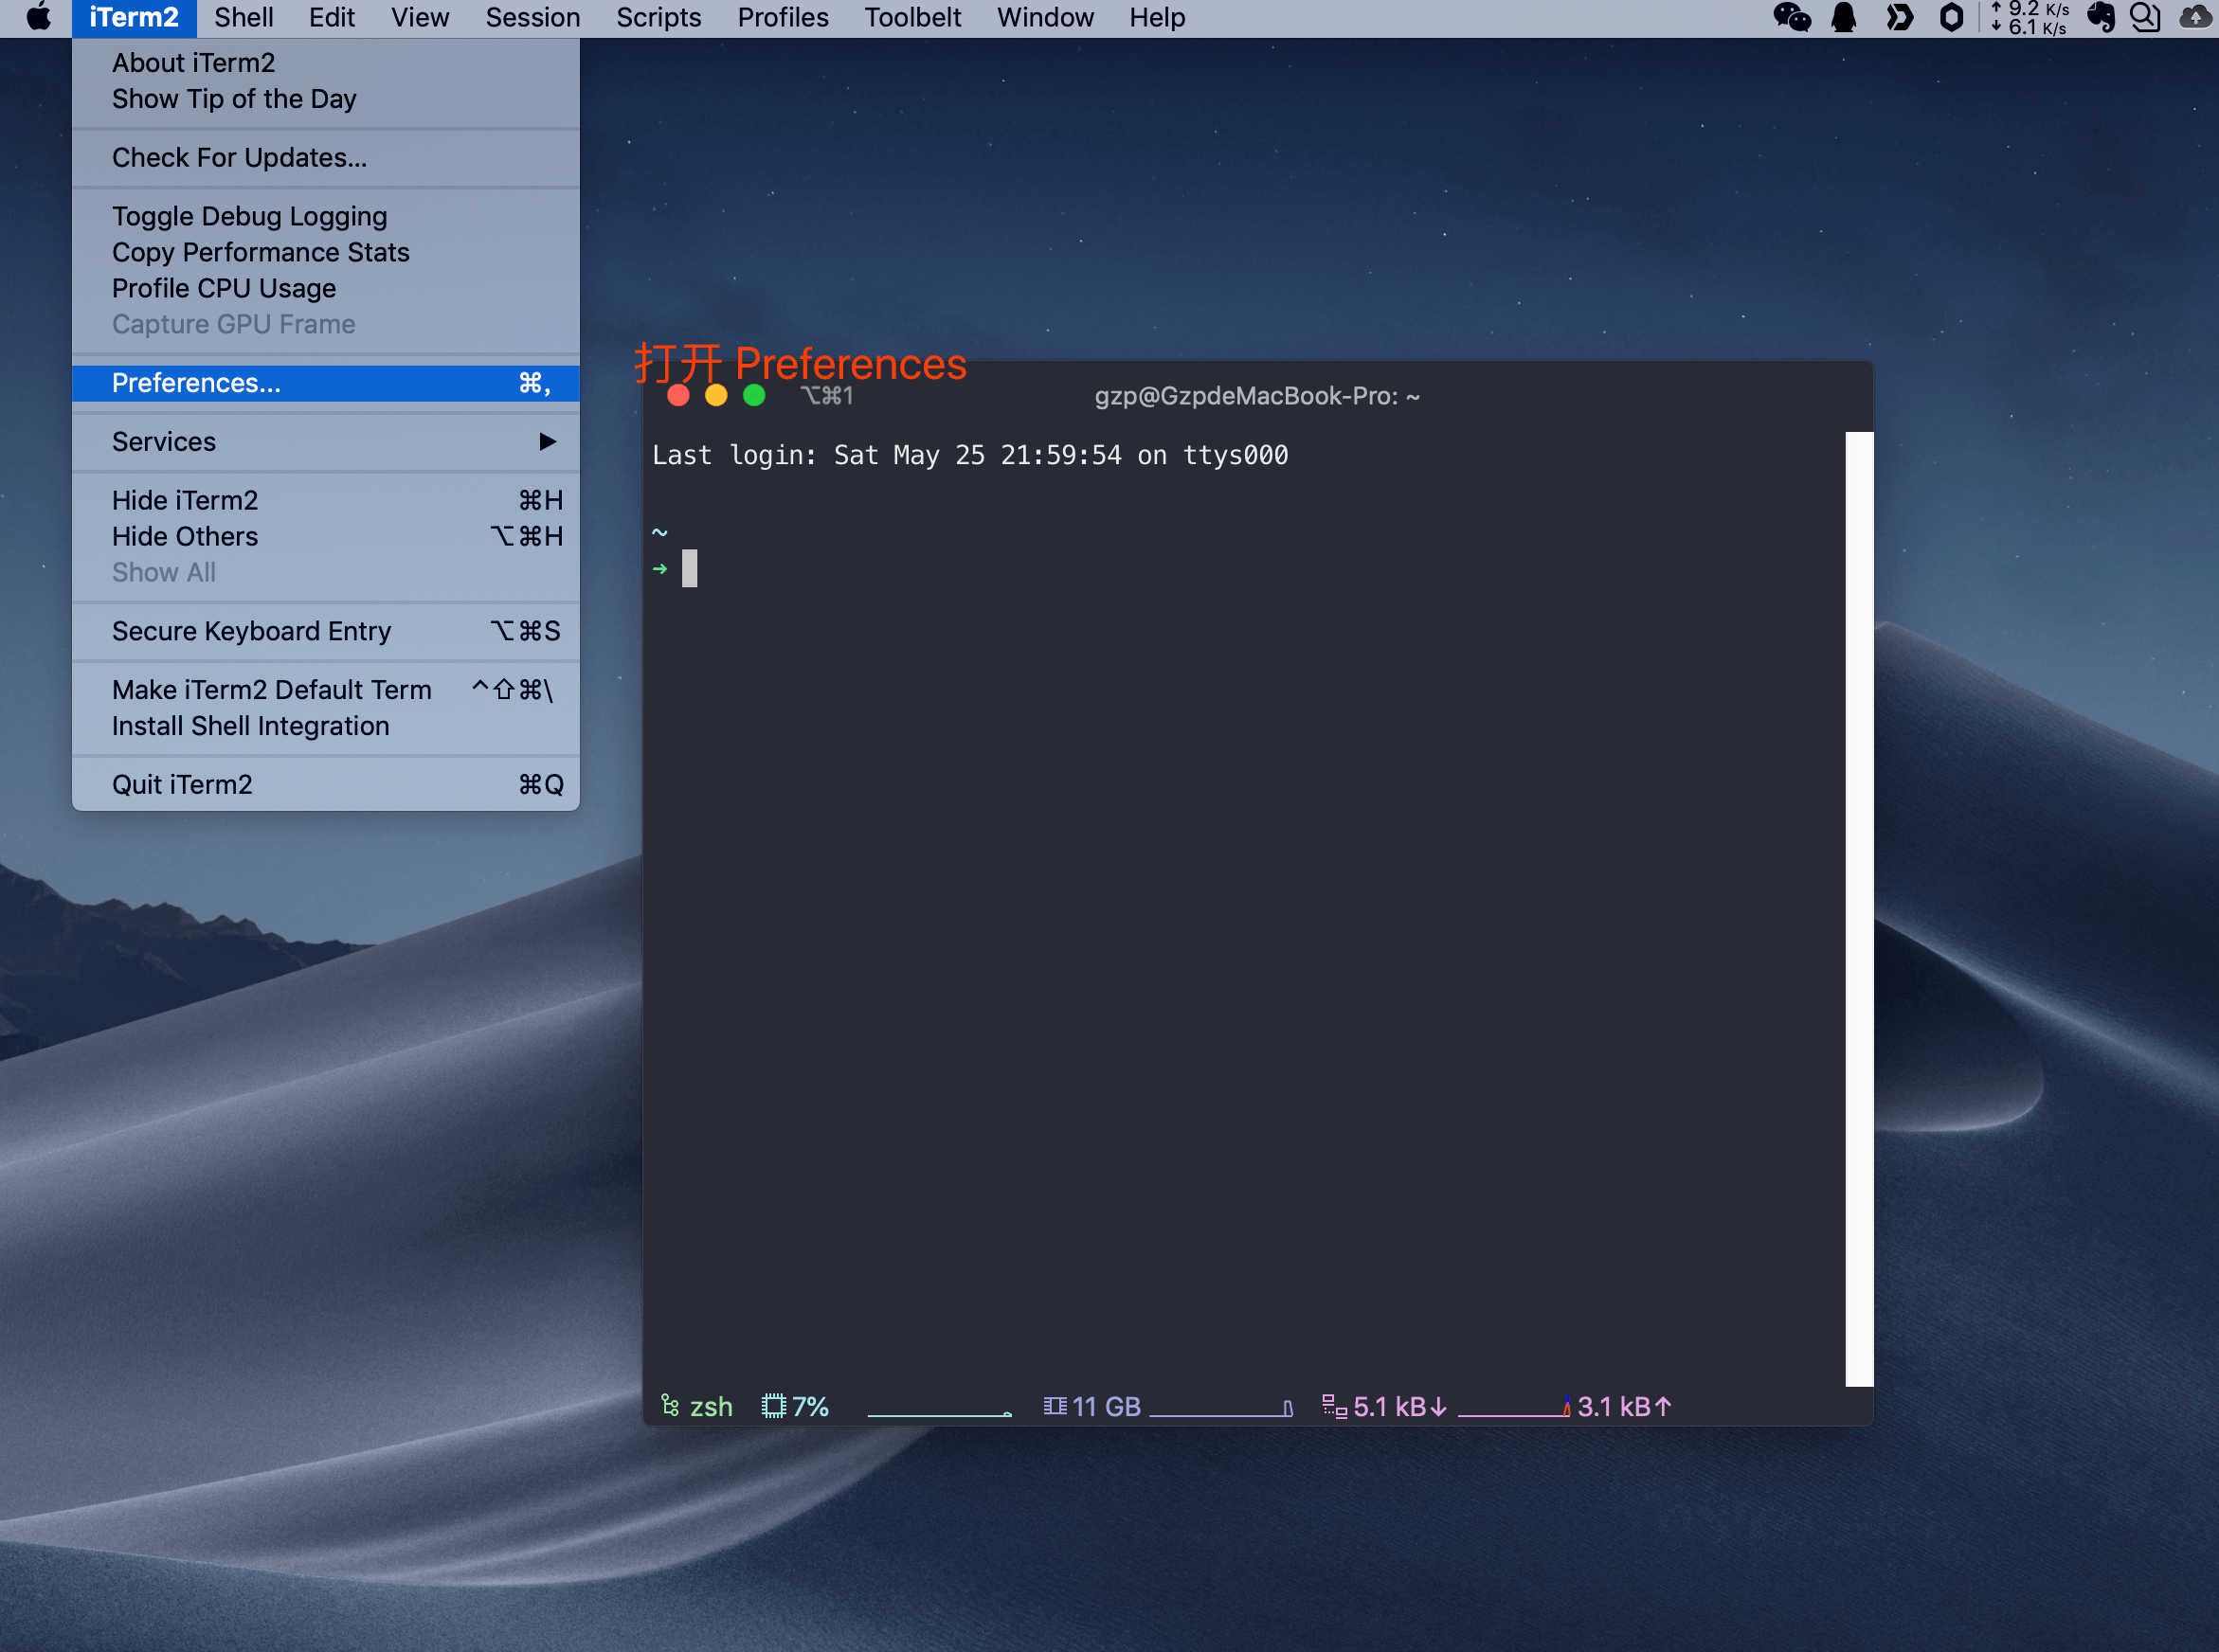 iTerm2 Shell Edit View Session Scripts Profiles Toolbelt Window Help ↑ 9.2 K/s
↓ 6.1 K/s
About iTerm2
Show Tip of the Day
Check For Updates...
Toggle Debug Logging
Copy Performance Stats
Profile CPU Usage
Capture GPU Frame
Preferences... ⌘,
Services ▶
Hide iTerm2 ⌘H
Hide Others ⌥⌘H
Show All
Secure Keyboard Entry ⌥⌘S
Make iTerm2 Default Term ^⇧⌘\
Install Shell Integration
Quit iTerm2 ⌘Q
打开 Preferences
⌥⌘1 gzp@GzpdeMacBook-Pro: ~
Last login: Sat May 25 21:59:54 on ttys000
~
➜
zsh 7% 11 GB 5.1 kB↓ 3.1 kB↑